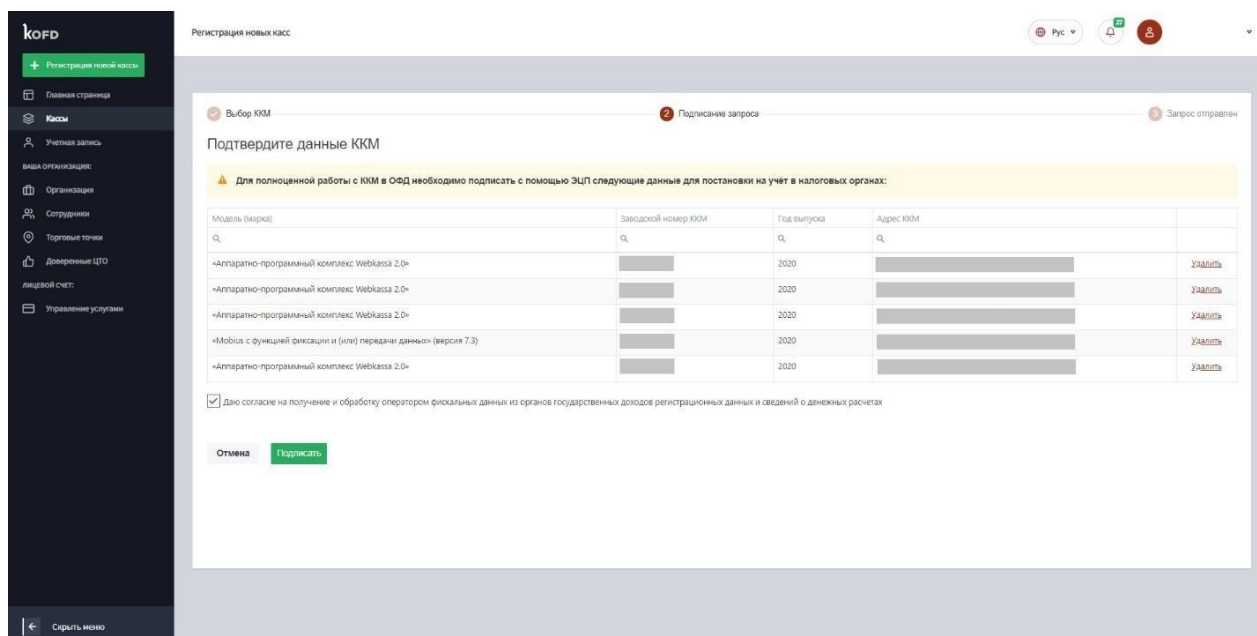 kOFD
Регистрация новых касс
Рус
27
+ Регистрация новой кассы
Главная страница
Кассы
Учетная запись
ВАША ОРГАНИЗАЦИЯ:
Организация
Сотрудники
Торговые точки
Доверенные ЦТО
ЛИЦЕВОЙ СЧЕТ:
Управление услугами
Скрыть меню
Выбор ККМ
2 Подписание запроса
3 Запрос отправлен
Подтвердите данные ККМ
Для полноценной работы с ККМ в ОФД необходимо подписать с помощью ЭЦП следующие данные для постановки на учёт в налоговых органах:
Модель (марка) Заводской номер ККМ Год выпуска Адрес ККМ
«Аппаратно-программный комплекс Webkassa 2.0» 2020 Удалить
«Аппаратно-программный комплекс Webkassa 2.0» 2020 Удалить
«Аппаратно-программный комплекс Webkassa 2.0» 2020 Удалить
«Mobius с функцией фиксации и (или) передачи данных» (версия 7.3) 2020 Удалить
«Аппаратно-программный комплекс Webkassa 2.0» 2020 Удалить
Даю согласие на получение и обработку оператором фискальных данных из органов государственных доходов регистрационных данных и сведений о денежных расчетах
Отмена Подписать